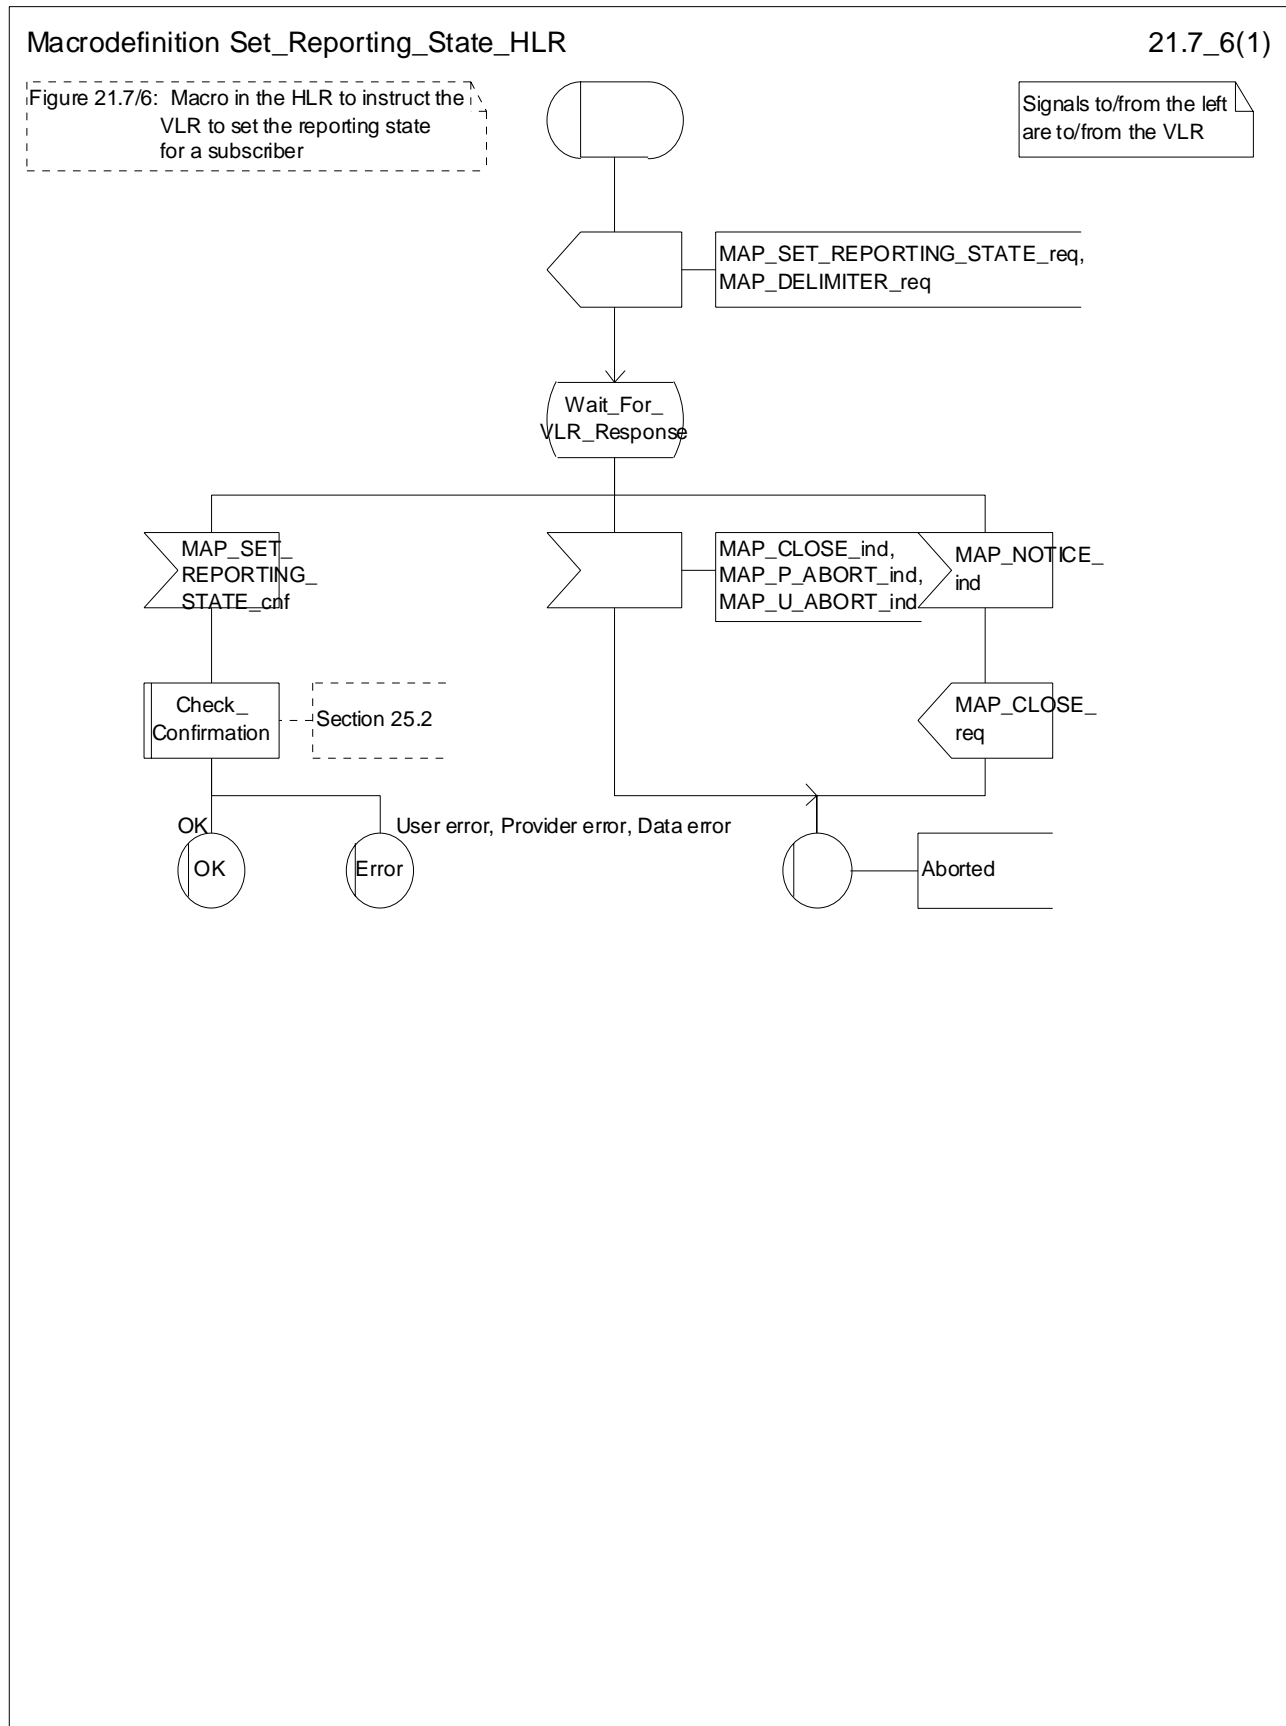 Macrodefinition Set_Reporting_State_HLR
21.7_6(1)
Figure 21.7/6: Macro in the HLR to instruct the
VLR to set the reporting state
for a subscriber
Signals to/from the left
are to/from the VLR
MAP_SET_REPORTING_STATE_req,
MAP_DELIMITER_req
Wait_For_
VLR_Response
MAP_SET_
REPORTING_
STATE_cnf
MAP_CLOSE_ind,
MAP_P_ABORT_ind,
MAP_U_ABORT_ind
MAP_NOTICE_
ind
Check_
Confirmation
Section 25.2
MAP_CLOSE_
req
OK
User error, Provider error, Data error
OK
Error
Aborted